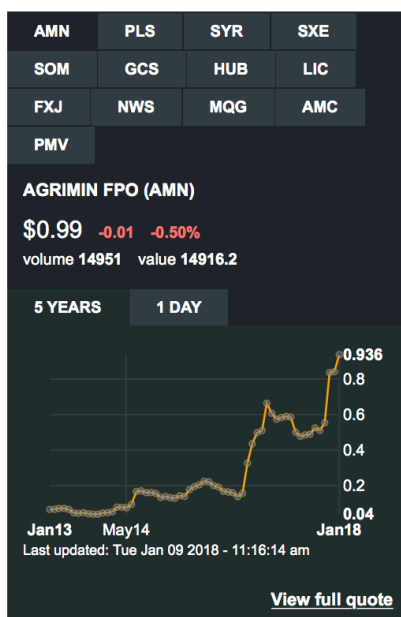 AMN PLS SYR SXE
SOM GCS HUB LIC
FXJ NWS MQG AMC
PMV
AGRIMIN FPO (AMN)
$0.99 -0.01 -0.50%
volume 14951 value 14916.2
5 YEARS 1 DAY
0.936
0.8
0.6
0.4
0.2
0.04
Jan13 May14 Jan18
Last updated: Tue Jan 09 2018 - 11:16:14 am
View full quote